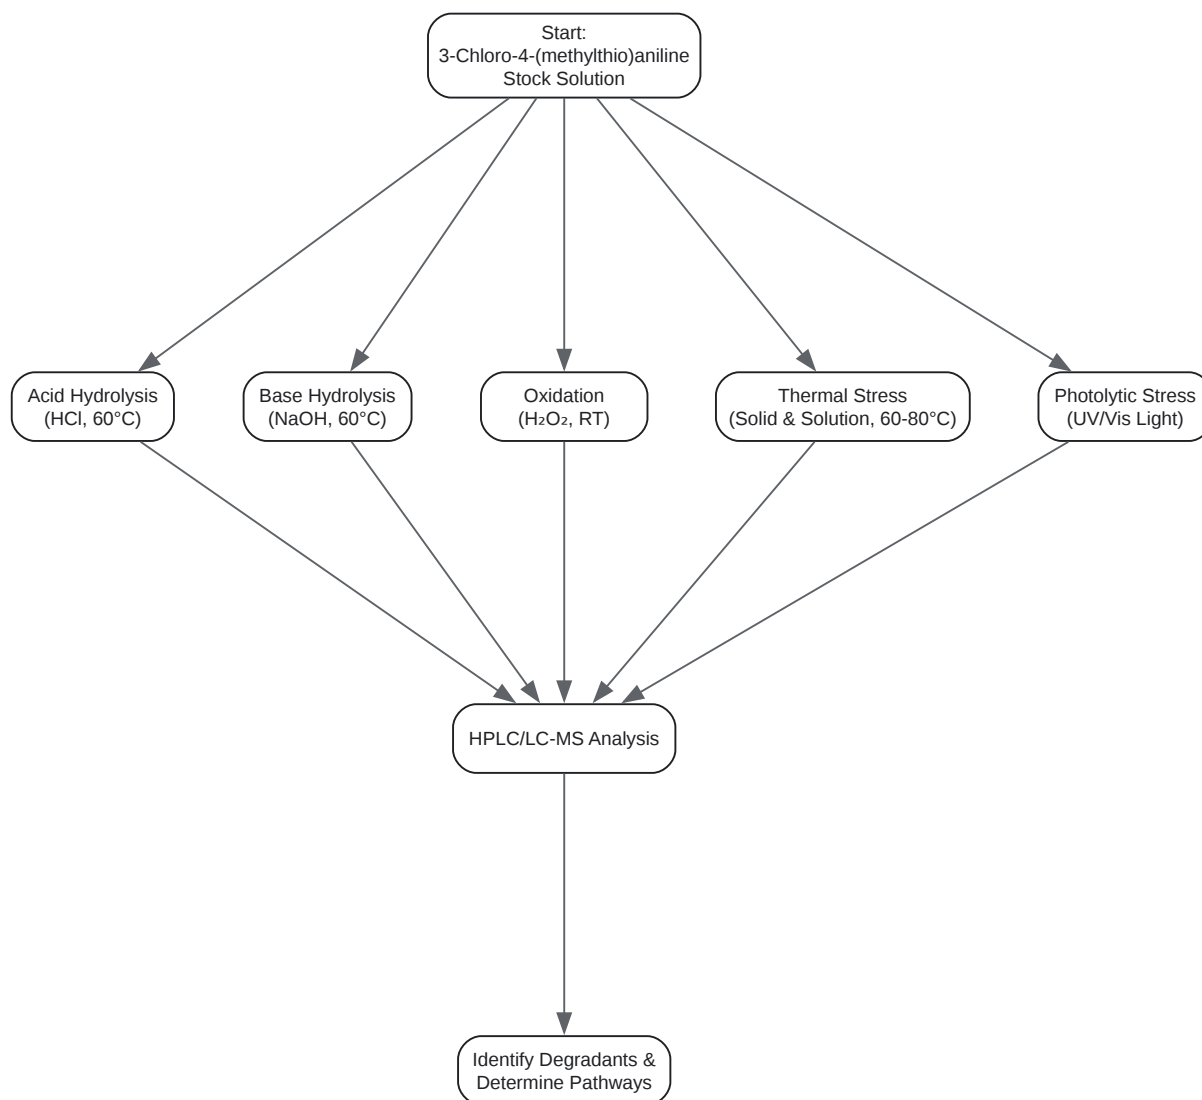 Start:
3-Chloro-4-(methylthio)aniline
Stock Solution
Acid Hydrolysis
(HCl, 60°C)
Base Hydrolysis
(NaOH, 60°C)
Oxidation
(H₂O₂, RT)
Thermal Stress
(Solid & Solution, 60-80°C)
Photolytic Stress
(UV/Vis Light)
HPLC/LC-MS Analysis
Identify Degradants &
Determine Pathways